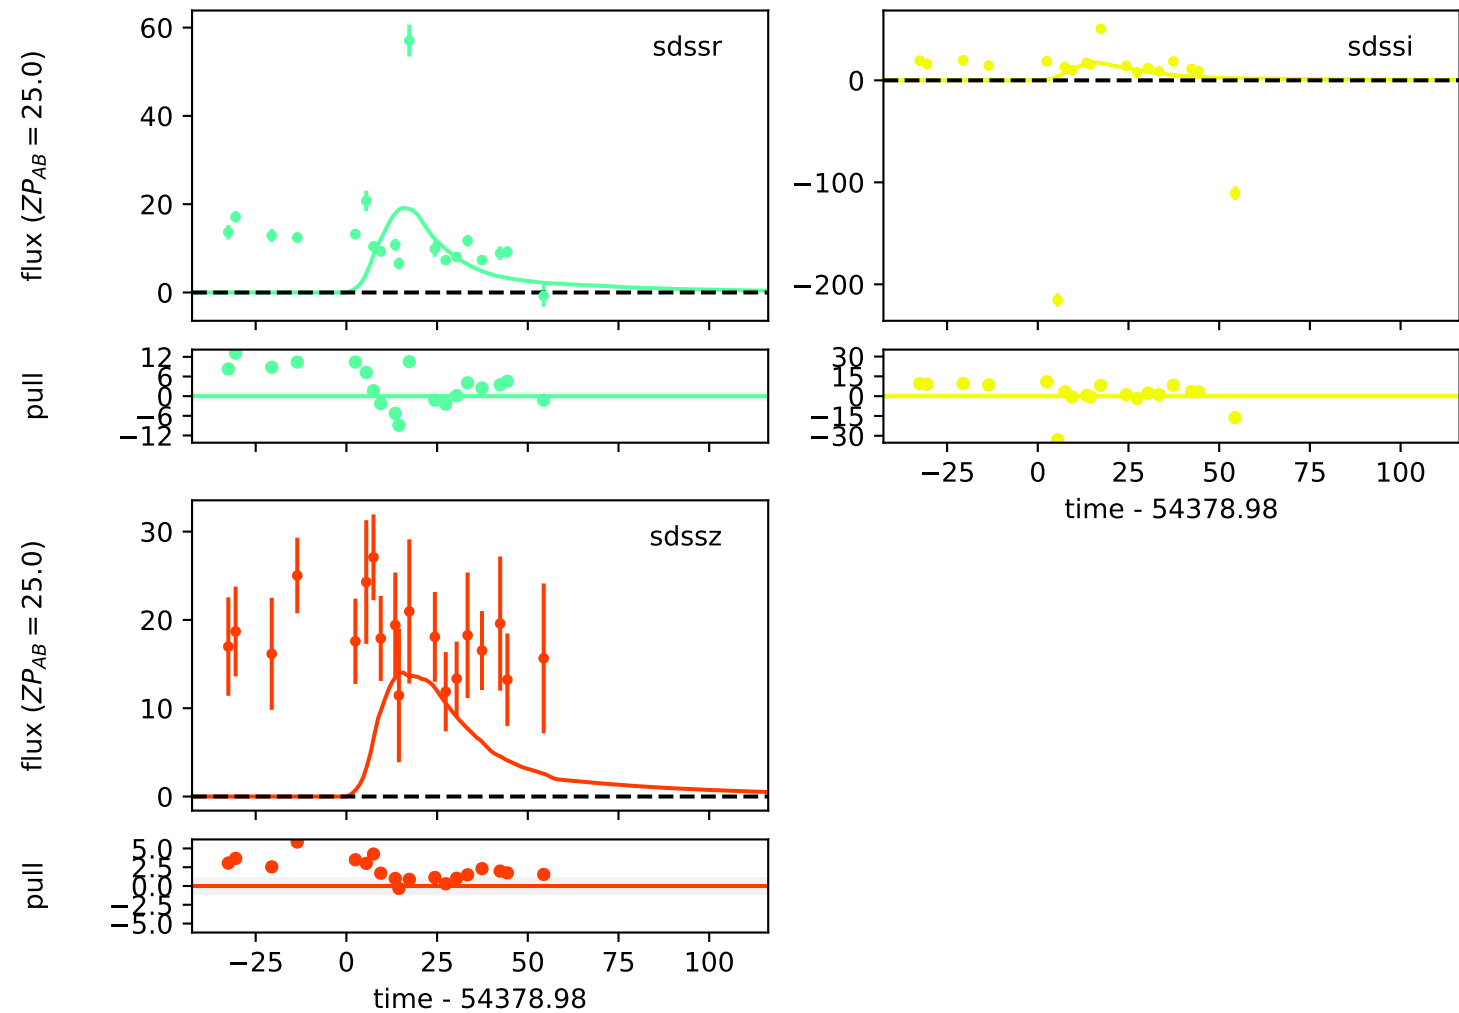 flux (ZP_AB = 25.0)
60
40
20
0
sdssr
0
−100
−200
sdssi
pull
12
6
0
−6
−12
30
15
0
−15
−30
−25 0 25 50 75 100
time - 54378.98
flux (ZP_AB = 25.0)
30
20
10
0
sdssz
pull
5.0
2.5
0.0
−2.5
−5.0
−25 0 25 50 75 100
time - 54378.98